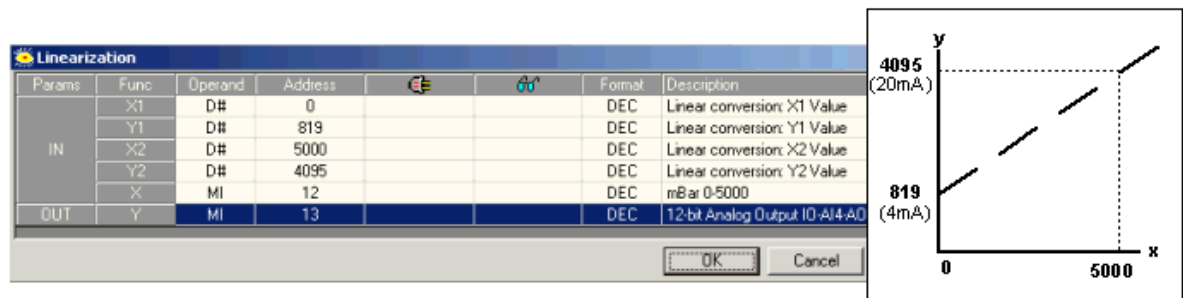 Linearization
Params Func Operand Address Format Description
X1 D# 0 DEC Linear conversion: X1 Value
Y1 D# 819 DEC Linear conversion: Y1 Value
IN X2 D# 5000 DEC Linear conversion: X2 Value
Y2 D# 4095 DEC Linear conversion: Y2 Value
X MI 12 DEC mBar 0-5000
OUT Y MI 13 DEC 12-bit Analog Output IO-AI4-AO
OK Cancel
y
4095
(20mA)
819
(4mA)
x
0 5000